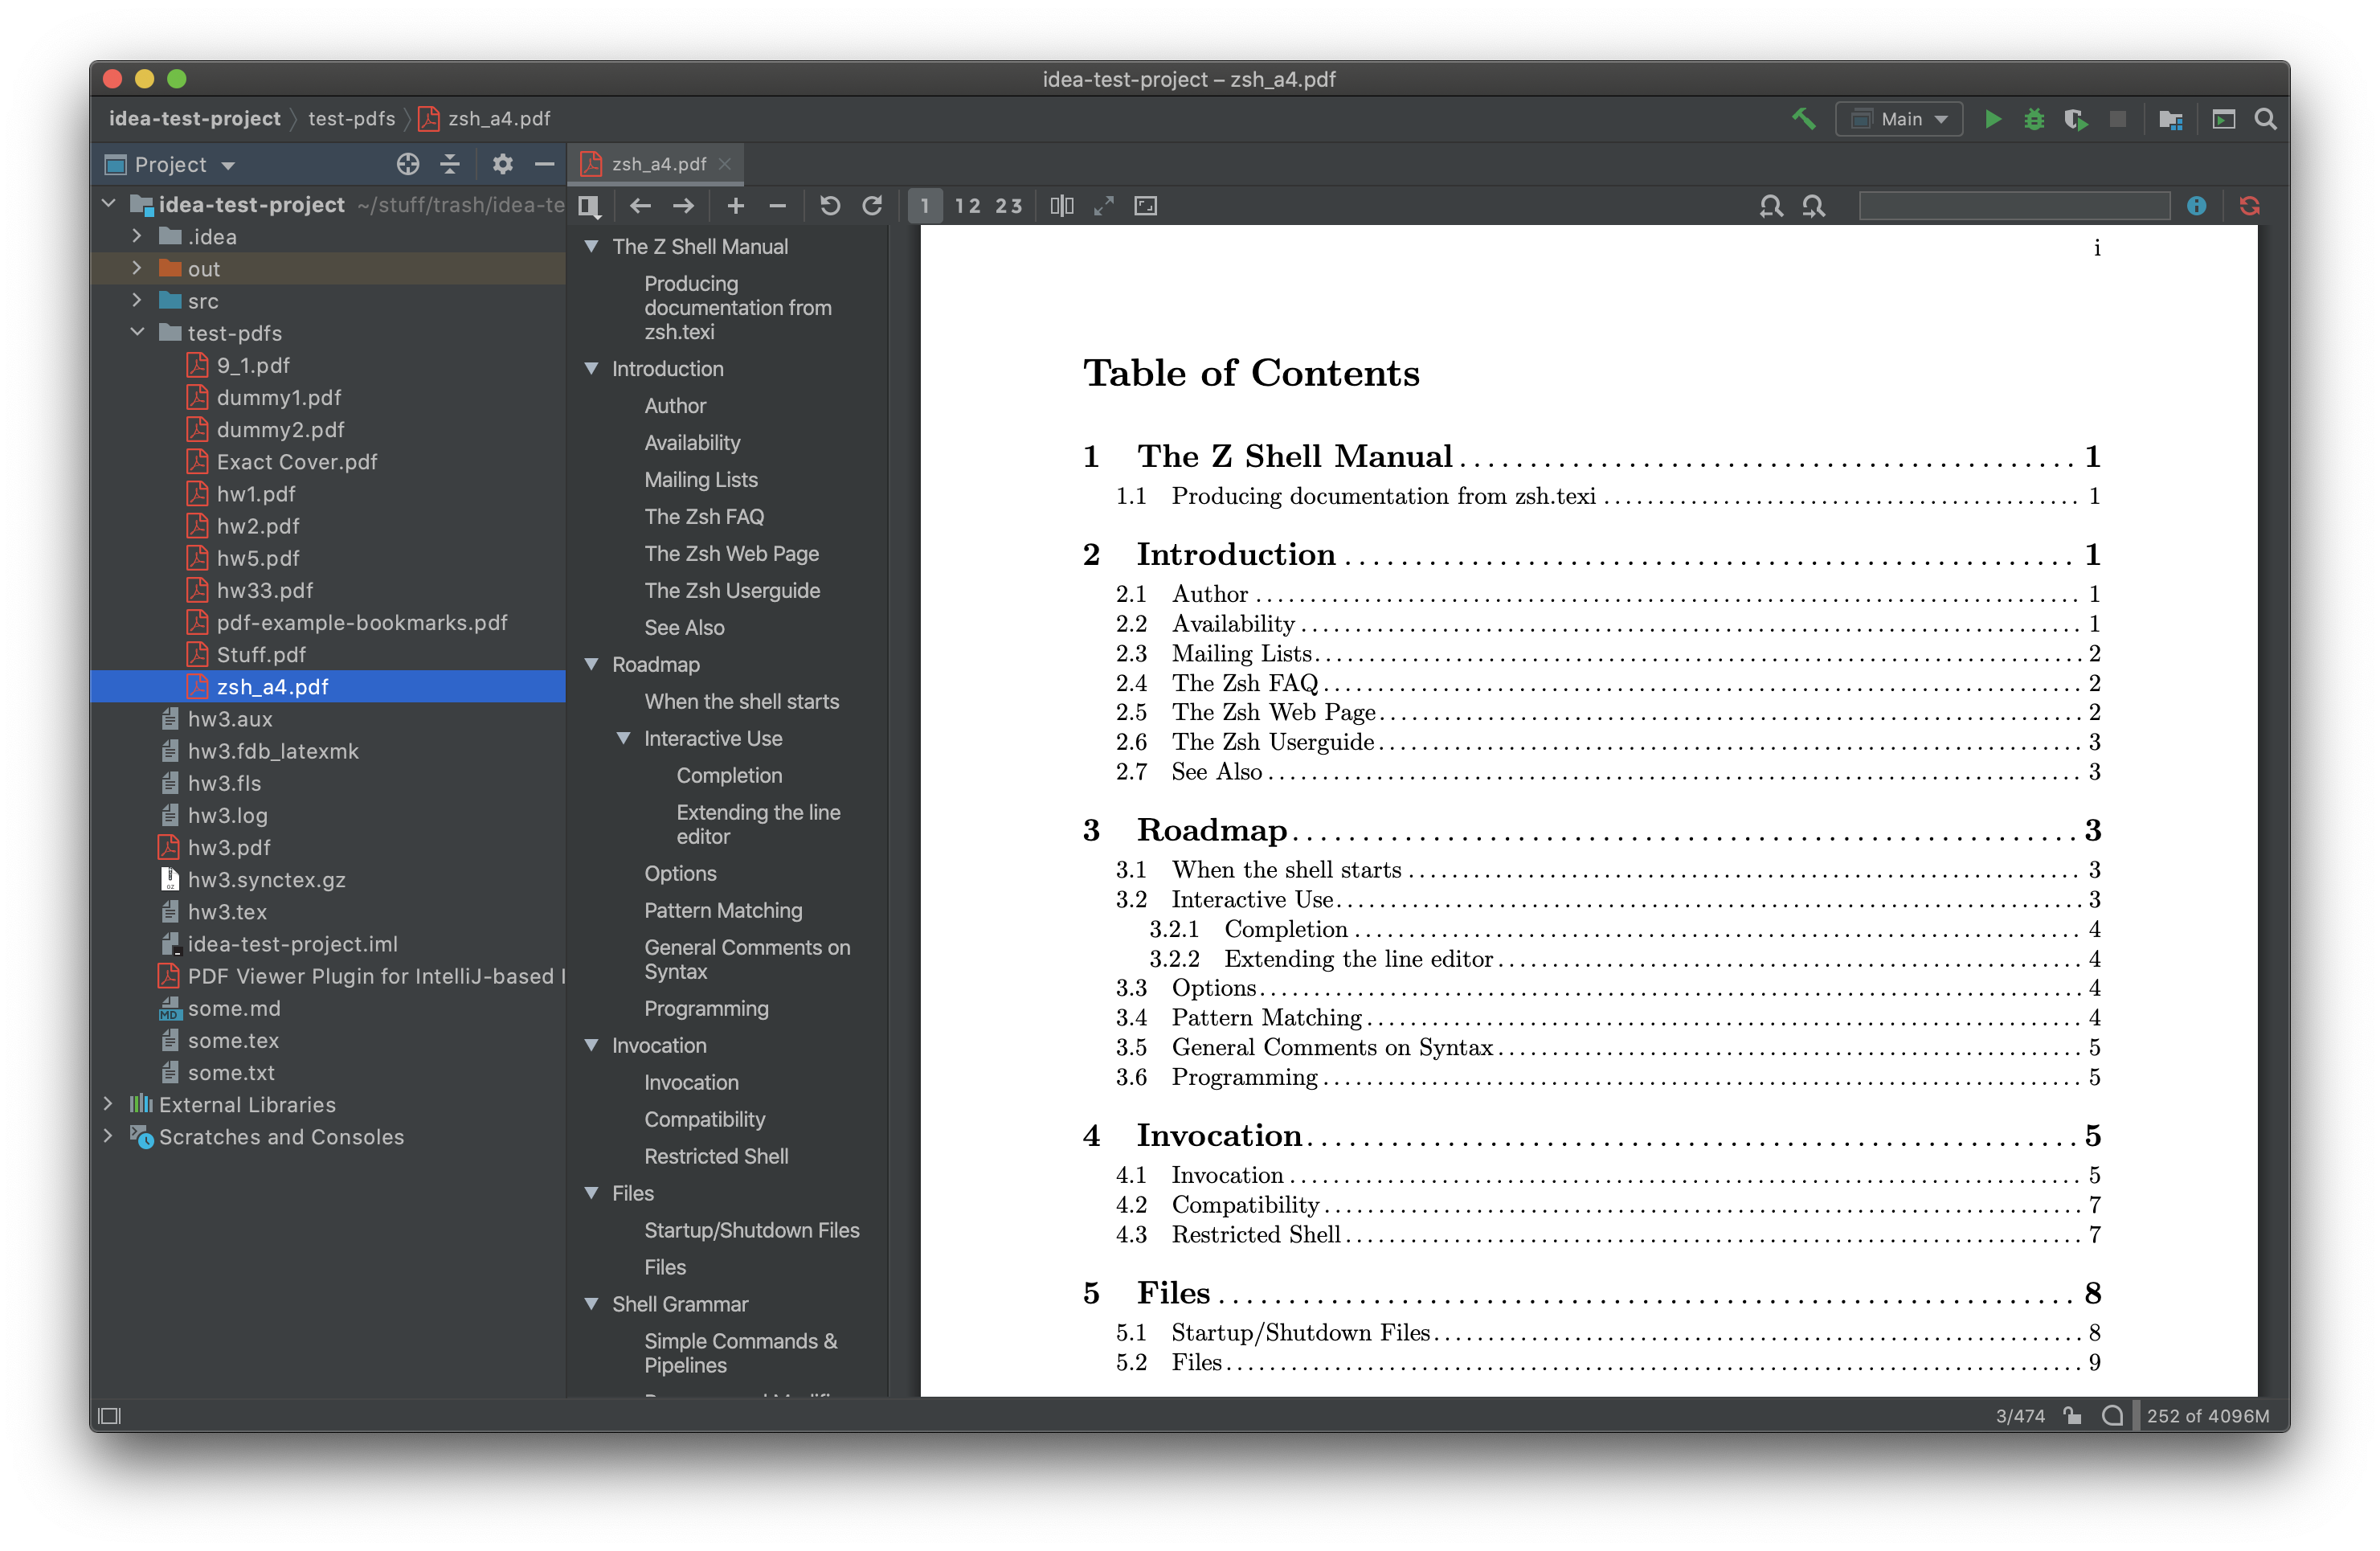 idea-test-project – zsh_a4.pdf
idea-test-project test-pdfs zsh_a4.pdf
Main
Project
zsh_a4.pdf
idea-test-project ~/stuff/trash/idea-te
.idea
out
src
test-pdfs
9_1.pdf
dummy1.pdf
dummy2.pdf
Exact Cover.pdf
hw1.pdf
hw2.pdf
hw5.pdf
hw33.pdf
pdf-example-bookmarks.pdf
Stuff.pdf
zsh_a4.pdf
hw3.aux
hw3.fdb_latexmk
hw3.fls
hw3.log
hw3.pdf
hw3.synctex.gz
hw3.tex
idea-test-project.iml
PDF Viewer Plugin for IntelliJ-based I
some.md
some.tex
some.txt
External Libraries
Scratches and Consoles
1 1 2 2 3
The Z Shell Manual
Producing
documentation from
zsh.texi
Introduction
Author
Availability
Mailing Lists
The Zsh FAQ
The Zsh Web Page
The Zsh Userguide
See Also
Roadmap
When the shell starts
Interactive Use
Completion
Extending the line
editor
Options
Pattern Matching
General Comments on
Syntax
Programming
Invocation
Invocation
Compatibility
Restricted Shell
Files
Startup/Shutdown Files
Files
Shell Grammar
Simple Commands &
Pipelines
i
Table of Contents
1 The Z Shell Manual 1
1.1 Producing documentation from zsh.texi 1
2 Introduction 1
2.1 Author 1
2.2 Availability 1
2.3 Mailing Lists 2
2.4 The Zsh FAQ 2
2.5 The Zsh Web Page 2
2.6 The Zsh Userguide 3
2.7 See Also 3
3 Roadmap 3
3.1 When the shell starts 3
3.2 Interactive Use 3
3.2.1 Completion 4
3.2.2 Extending the line editor 4
3.3 Options 4
3.4 Pattern Matching 4
3.5 General Comments on Syntax 5
3.6 Programming 5
4 Invocation 5
4.1 Invocation 5
4.2 Compatibility 7
4.3 Restricted Shell 7
5 Files 8
5.1 Startup/Shutdown Files 8
5.2 Files 9
3/474
252 of 4096M